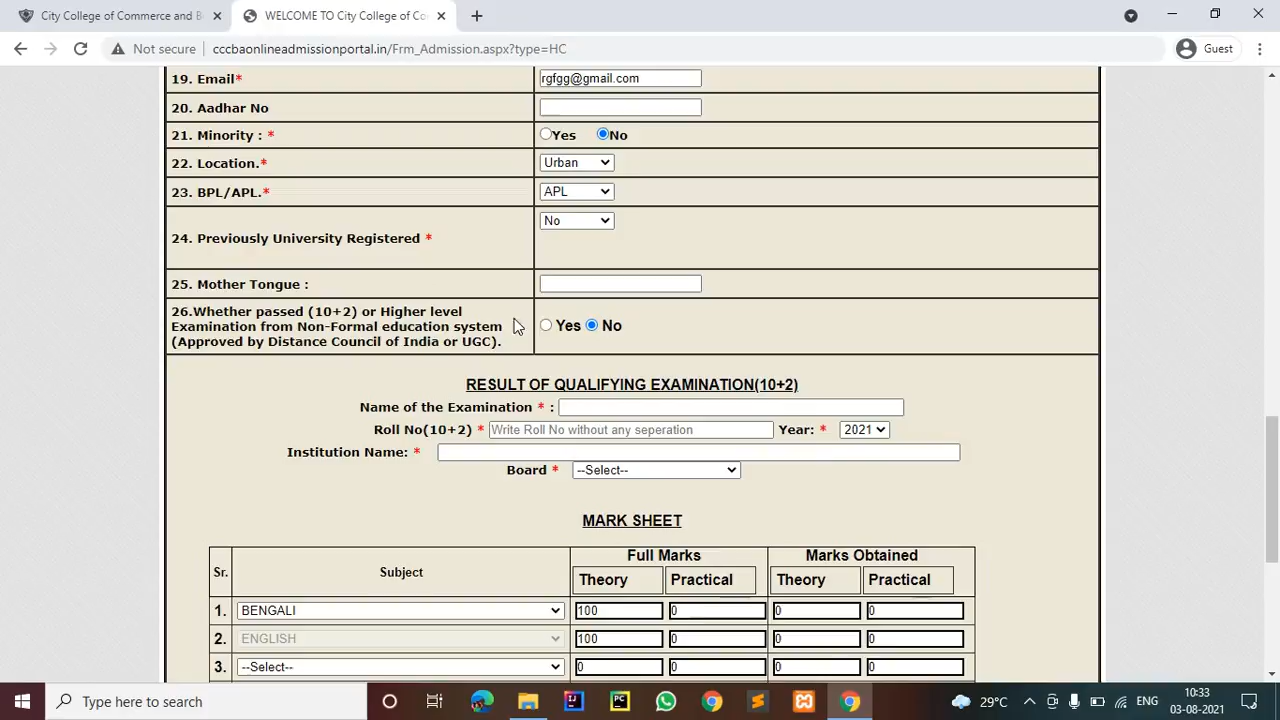 City College of Commerce and B
WELCOME TO City College of Co
Not secure
cccbaonlineadmissionportal.in/Frm_Admission.aspx?type=HC
Guest
19. Email*
rgfgg@gmail.com
20. Aadhar No
21. Minority : *
Yes No
22. Location.*
Urban
23. BPL/APL.*
APL
24. Previously University Registered *
No
25. Mother Tongue :
26.Whether passed (10+2) or Higher level
Examination from Non-Formal education system
(Approved by Distance Council of India or UGC).
Yes No
RESULT OF QUALIFYING EXAMINATION(10+2)
Name of the Examination * :
Roll No(10+2) * Write Roll No without any seperation Year: * 2021
Institution Name: *
Board * --Select--
MARK SHEET
Full Marks Marks Obtained
Sr. Subject Theory Practical Theory Practical
1. BENGALI 100 0 0 0
2. ENGLISH 100 0 0 0
3. --Select-- 0 0 0 0
Type here to search
PC
29°C
ENG
10:33
03-08-2021